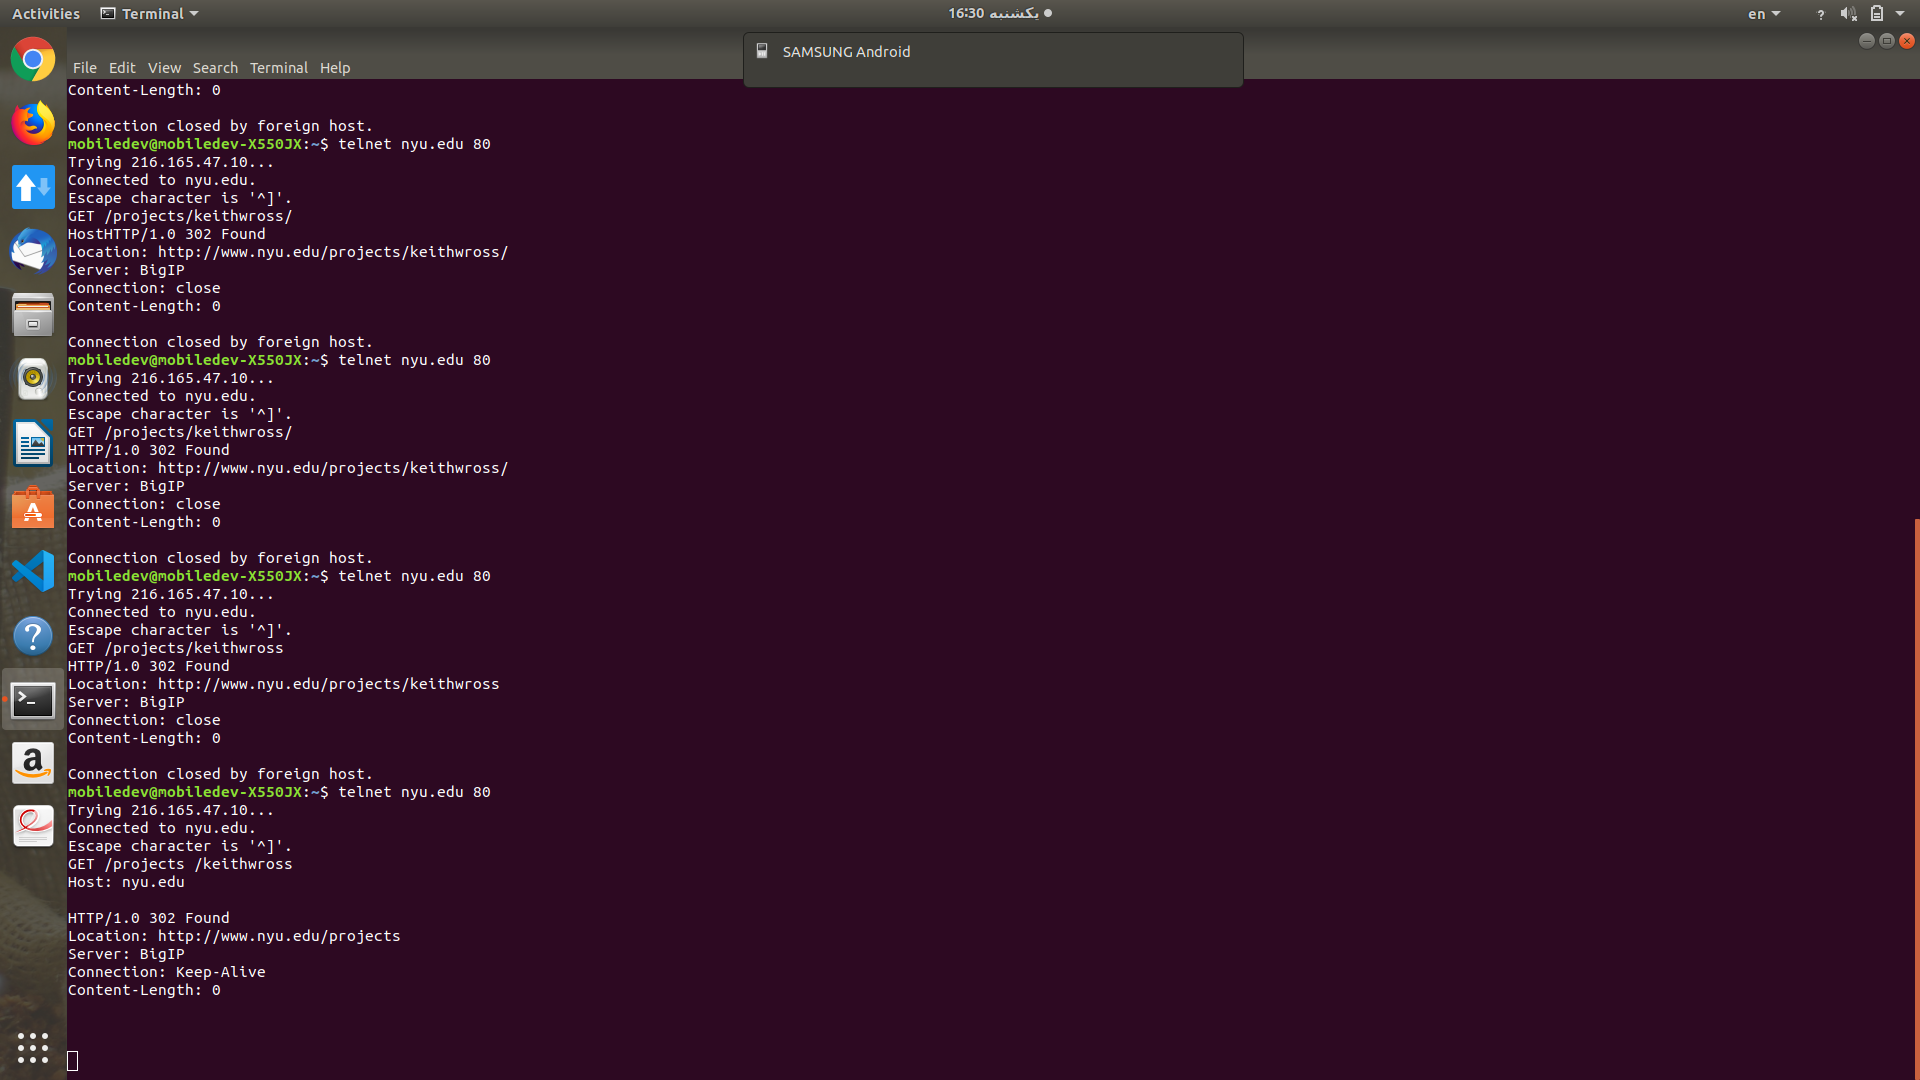 Activities Terminal یکشنبه 16:30 en ?
SAMSUNG Android
File Edit View Search Terminal Help
Content-Length: 0
Connection closed by foreign host.
mobiledev@mobiledev-X550JX:~$ telnet nyu.edu 80
Trying 216.165.47.10...
Connected to nyu.edu.
Escape character is '^]'.
GET /projects/keithwross/
HostHTTP/1.0 302 Found
Location: http://www.nyu.edu/projects/keithwross/
Server: BigIP
Connection: close
Content-Length: 0
Connection closed by foreign host.
mobiledev@mobiledev-X550JX:~$ telnet nyu.edu 80
Trying 216.165.47.10...
Connected to nyu.edu.
Escape character is '^]'.
GET /projects/keithwross/
HTTP/1.0 302 Found
Location: http://www.nyu.edu/projects/keithwross/
Server: BigIP
Connection: close
Content-Length: 0
Connection closed by foreign host.
mobiledev@mobiledev-X550JX:~$ telnet nyu.edu 80
Trying 216.165.47.10...
Connected to nyu.edu.
Escape character is '^]'.
GET /projects/keithwross
HTTP/1.0 302 Found
Location: http://www.nyu.edu/projects/keithwross
Server: BigIP
Connection: close
Content-Length: 0
Connection closed by foreign host.
mobiledev@mobiledev-X550JX:~$ telnet nyu.edu 80
Trying 216.165.47.10...
Connected to nyu.edu.
Escape character is '^]'.
GET /projects /keithwross
Host: nyu.edu
HTTP/1.0 302 Found
Location: http://www.nyu.edu/projects
Server: BigIP
Connection: Keep-Alive
Content-Length: 0